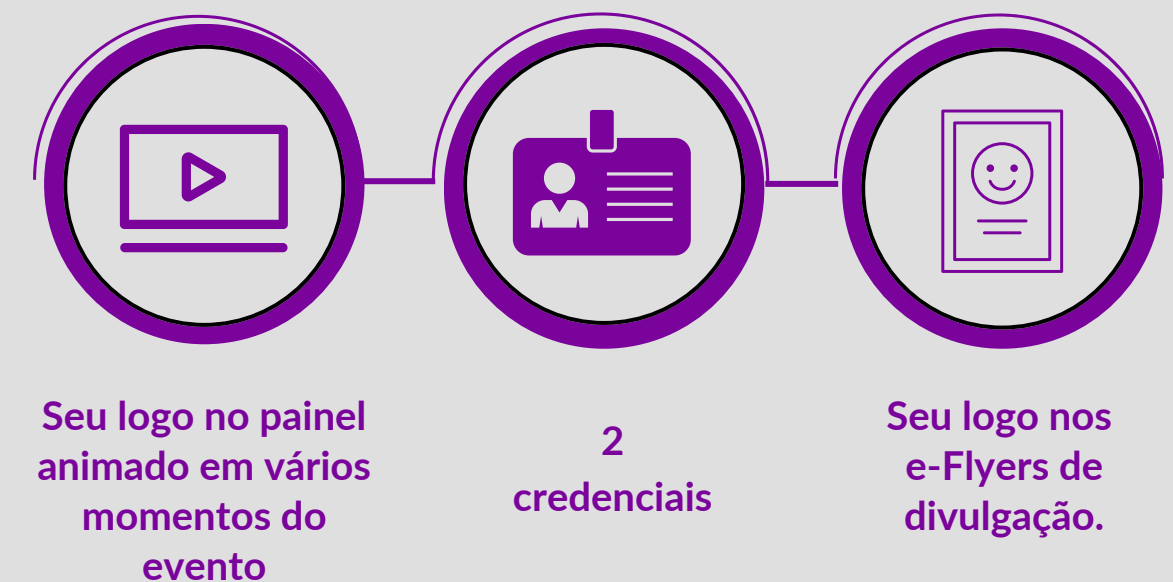 Seu logo no painel
animado em vários
momentos do
evento
2
credenciais
Seu logo nos
e-Flyers de
divulgação.